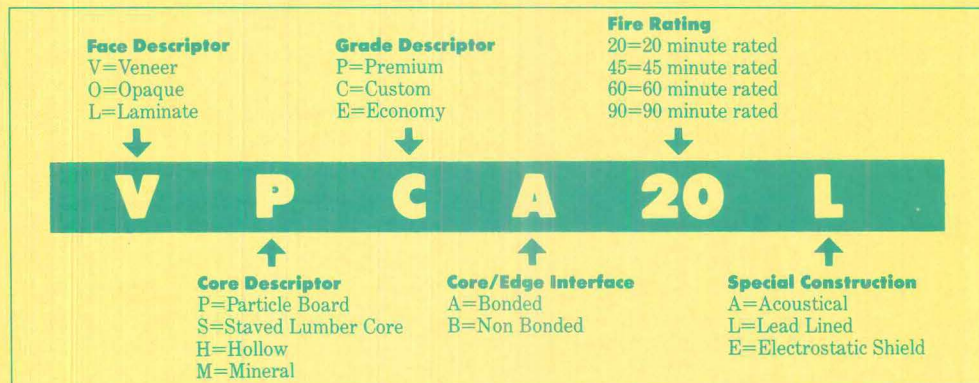 Face Descriptor
V=Veneer
O=Opaque
L=Laminate
Grade Descriptor
P=Premium
C=Custom
E=Economy
Fire Rating
20=20 minute rated
45=45 minute rated
60=60 minute rated
90=90 minute rated
V P C A 20 L
Core Descriptor
P=Particle Board
S=Staved Lumber Core
H=Hollow
M=Mineral
Core/Edge Interface
A=Bonded
B=Non Bonded
Special Construction
A=Acoustical
L=Lead Lined
E=Electrostatic Shield